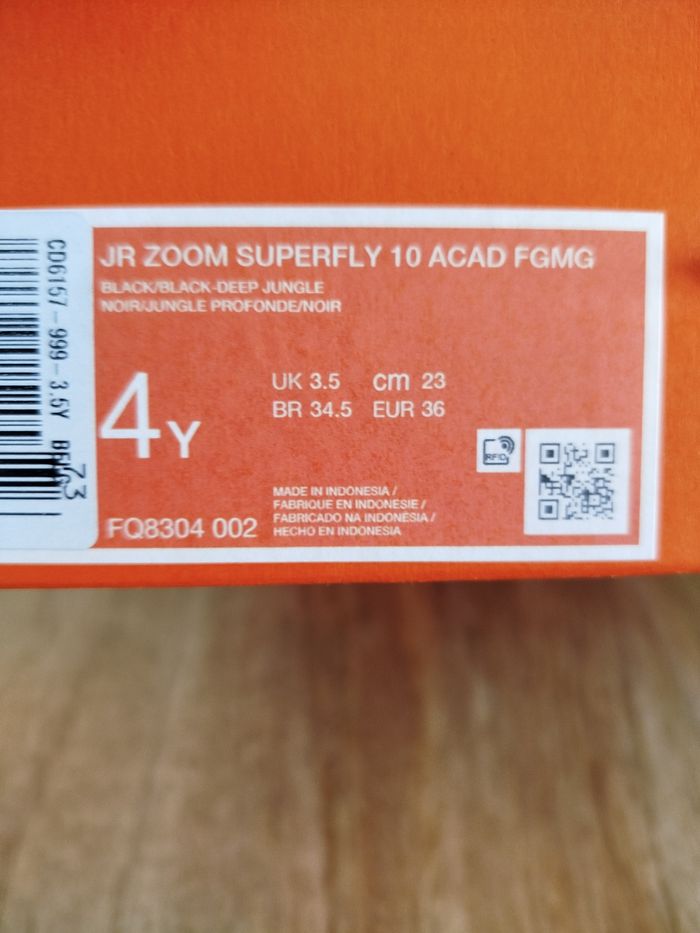 JR ZOOM SUPERFLY 10 ACAD FGMG
BLACK/BLACK-DEEP JUNGLE
NOIR/JUNGLE PROFONDE/NOIR
4Y
UK 3.5 cm 23
BR 34.5 EUR 36
RFID
MADE IN INDONESIA /
FABRIQUE EN INDONESIE /
FABRICADO NA INDONÉSIA /
HECHO EN INDONESIA
FQ8304 002
CD6157-999-3.5Y
73